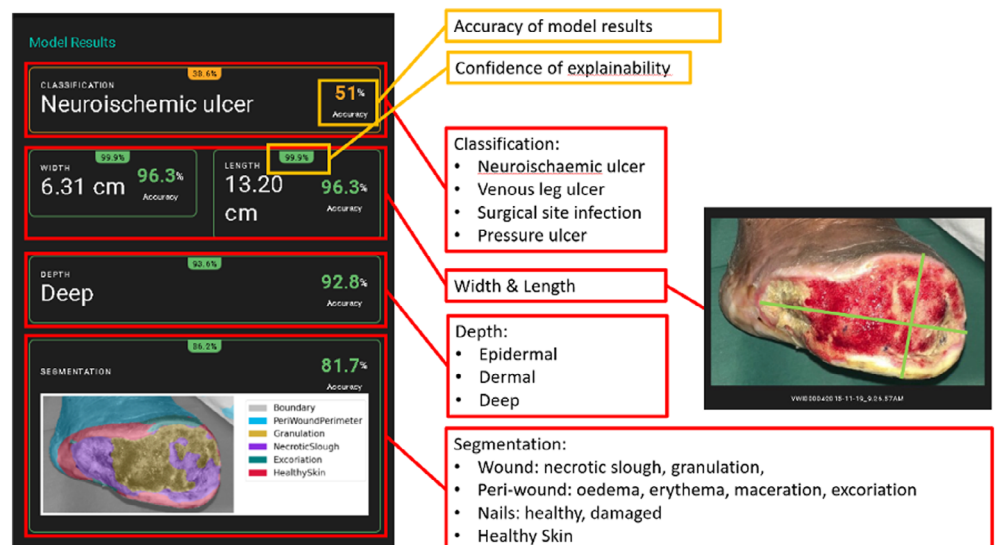 Model Results
38.6%
CLASSIFICATION
Neuroischemic ulcer
51%
Accuracy
99.9%
WIDTH
6.31 cm
96.3%
Accuracy
99.9%
LENGTH
13.20
cm
96.3%
Accuracy
93.6%
DEPTH
Deep
92.8%
Accuracy
86.2%
SEGMENTATION
81.7%
Accuracy
Boundary
PeriWoundPerimeter
Granulation
NecroticSlough
Excoriation
HealthySkin
Accuracy of model results
Confidence of explainability
Classification:
• Neuroischaemic ulcer
• Venous leg ulcer
• Surgical site infection
• Pressure ulcer
Width & Length
Depth:
• Epidermal
• Dermal
• Deep
Segmentation:
• Wound: necrotic slough, granulation,
• Peri-wound: oedema, erythema, maceration, excoriation
• Nails: healthy, damaged
• Healthy Skin